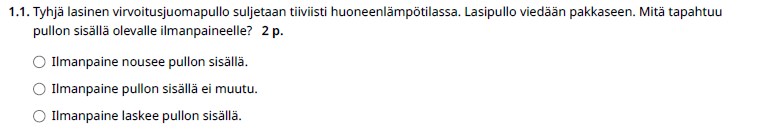 1.1. Tyhjä lasinen virvoitusjuomapullo suljetaan tiiviisti huoneenlämpötilassa. Lasipullo viedään pakkaseen. Mitä tapahtuu
pullon sisällä olevalle ilmanpaineelle? 2 p.
Ilmanpaine nousee pullon sisällä.
Ilmanpaine pullon sisällä ei muutu.
Ilmanpaine laskee pullon sisällä.